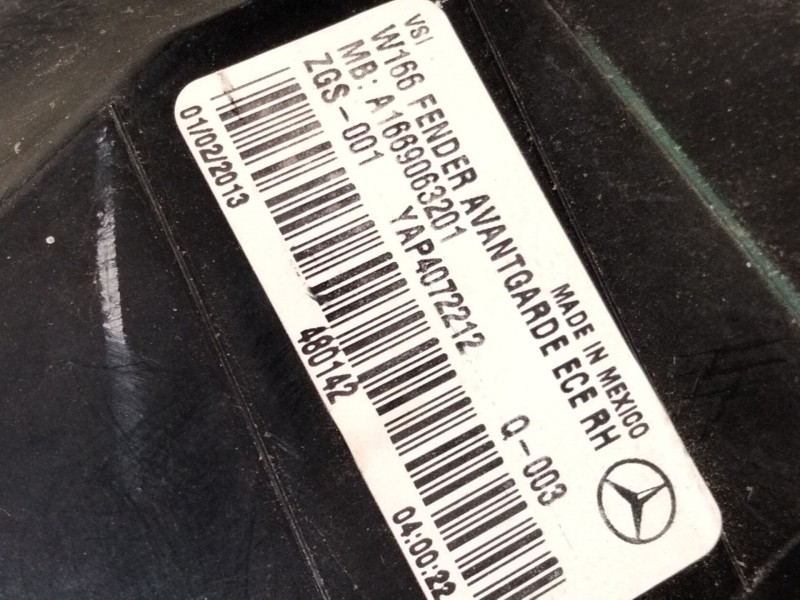 VSI
W166 FENDER AVANTGARDE ECE RH
MB: A1669063201
MADE IN MEXICO
ZGS-001 YAP4072212 Q-003
01/02/2013 480142 04:00:22